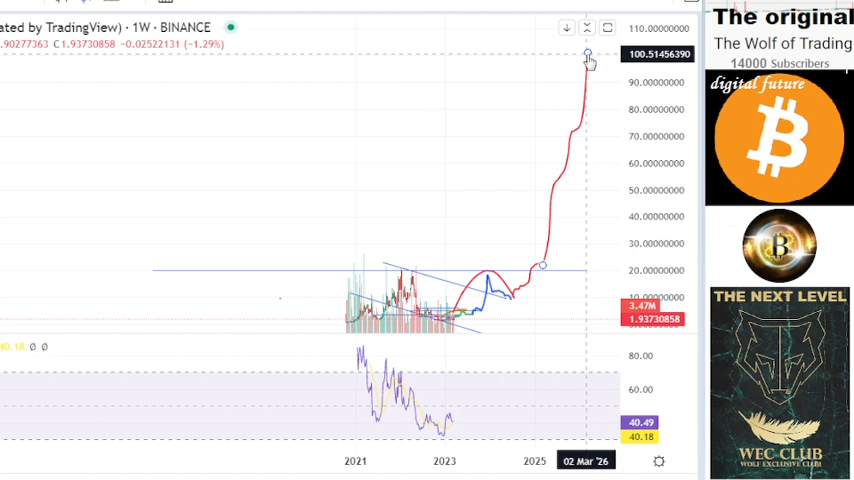 ated by TradingView) · 1W · BINANCE
.90277363 C1.93730858 −0.02522131 (−1.29%)
110.00000000
100.51456390
90.00000000
80.00000000
70.00000000
60.00000000
50.00000000
40.00000000
30.00000000
20.00000000
10.00000000
3.47M
1.93730858
40.18 Ø Ø
80.00
60.00
40.49
40.18
2021
2023
2025
02 Mar '26
The original
The Wolf of Trading
14000 Subscribers
digital future
THE NEXT LEVEL
WEC CLUB
WOLF EXCLUSIVE CLUB